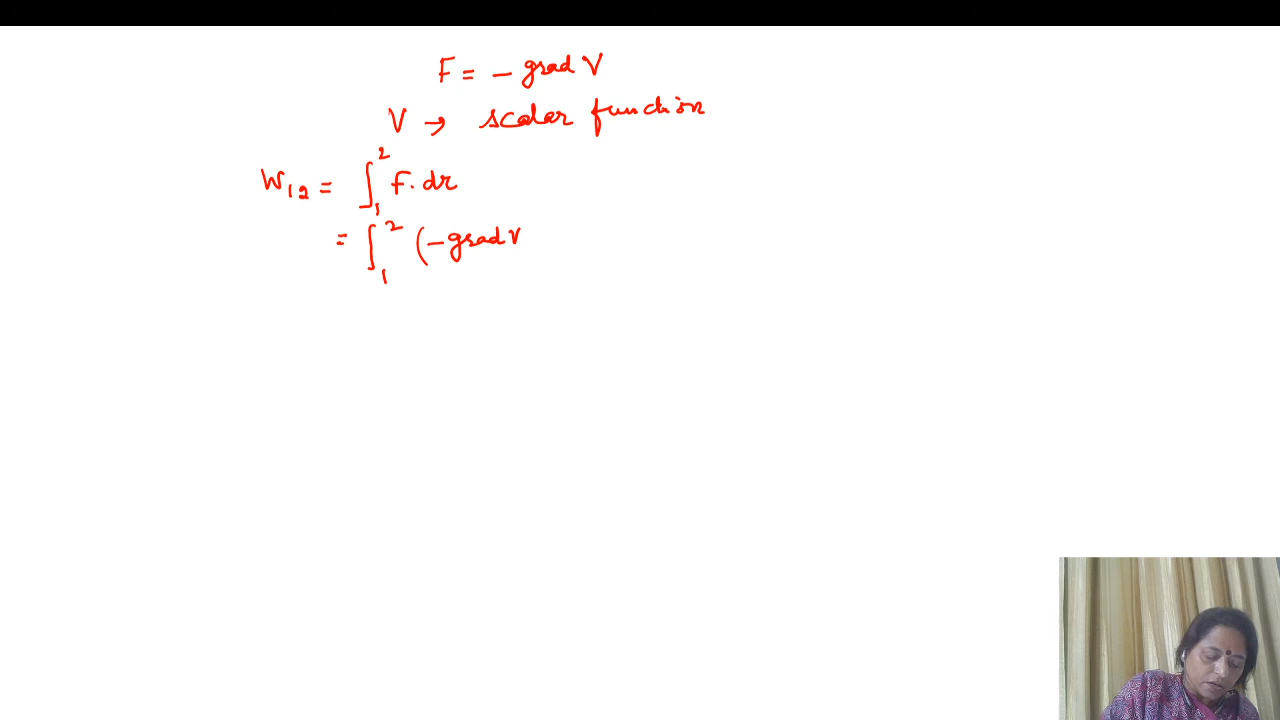 F = - grad V
V → scalar function
W₁₂ = ∫₁² F. dr
= ∫₁² (-grad V